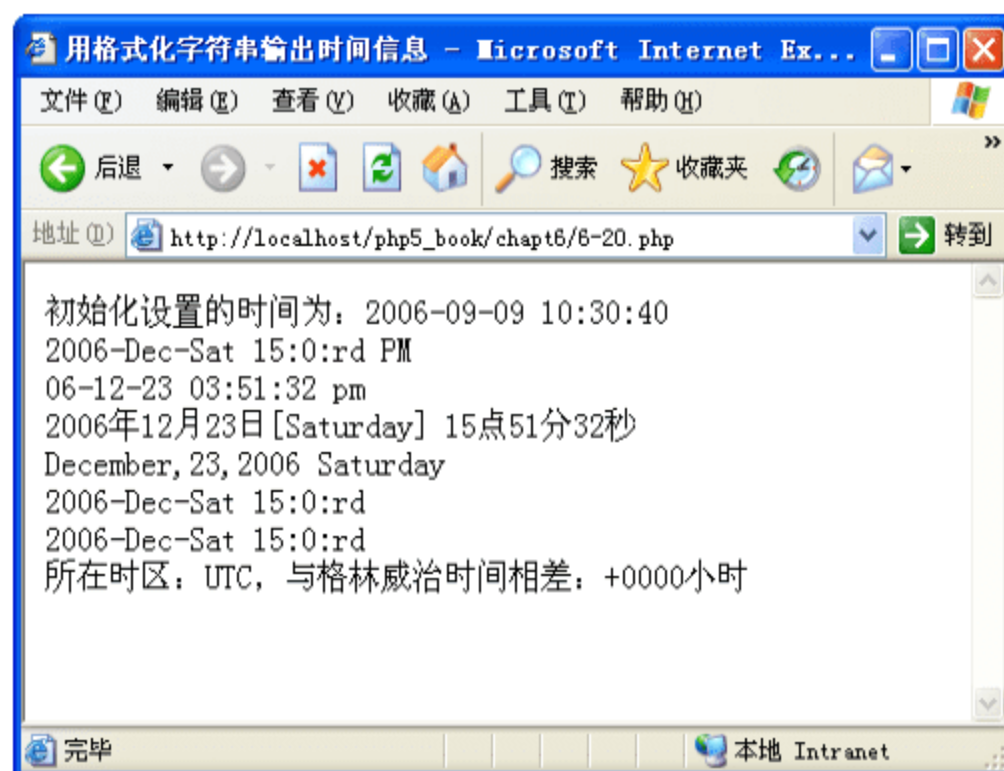 用格式化字符串输出时间信息 - Microsoft Internet Ex...
文件(F) 编辑(E) 查看(V) 收藏(A) 工具(T) 帮助(H)
后退 搜索 收藏夹 »
地址(D) http://localhost/php5_book/chapt6/6-20.php 转到
初始化设置的时间为：2006-09-09 10:30:40
2006-Dec-Sat 15:0:rd PM
06-12-23 03:51:32 pm
2006年12月23日[Saturday] 15点51分32秒
December,23,2006 Saturday
2006-Dec-Sat 15:0:rd
2006-Dec-Sat 15:0:rd
所在时区：UTC，与格林威治时间相差：+0000小时
完毕 本地 Intranet